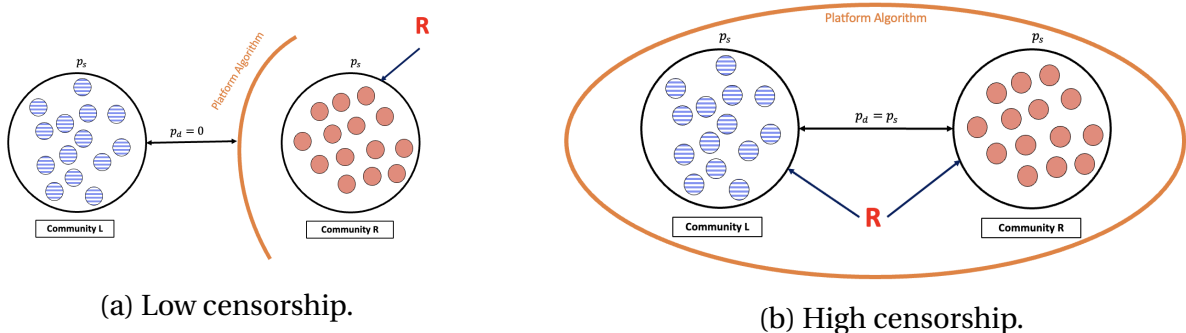 R
Platform Algorithm
p_s
p_s
p_d = 0
Community L
Community R
(a) Low censorship.
Platform Algorithm
p_s
p_s
p_d = p_s
R
Community L
Community R
(b) High censorship.